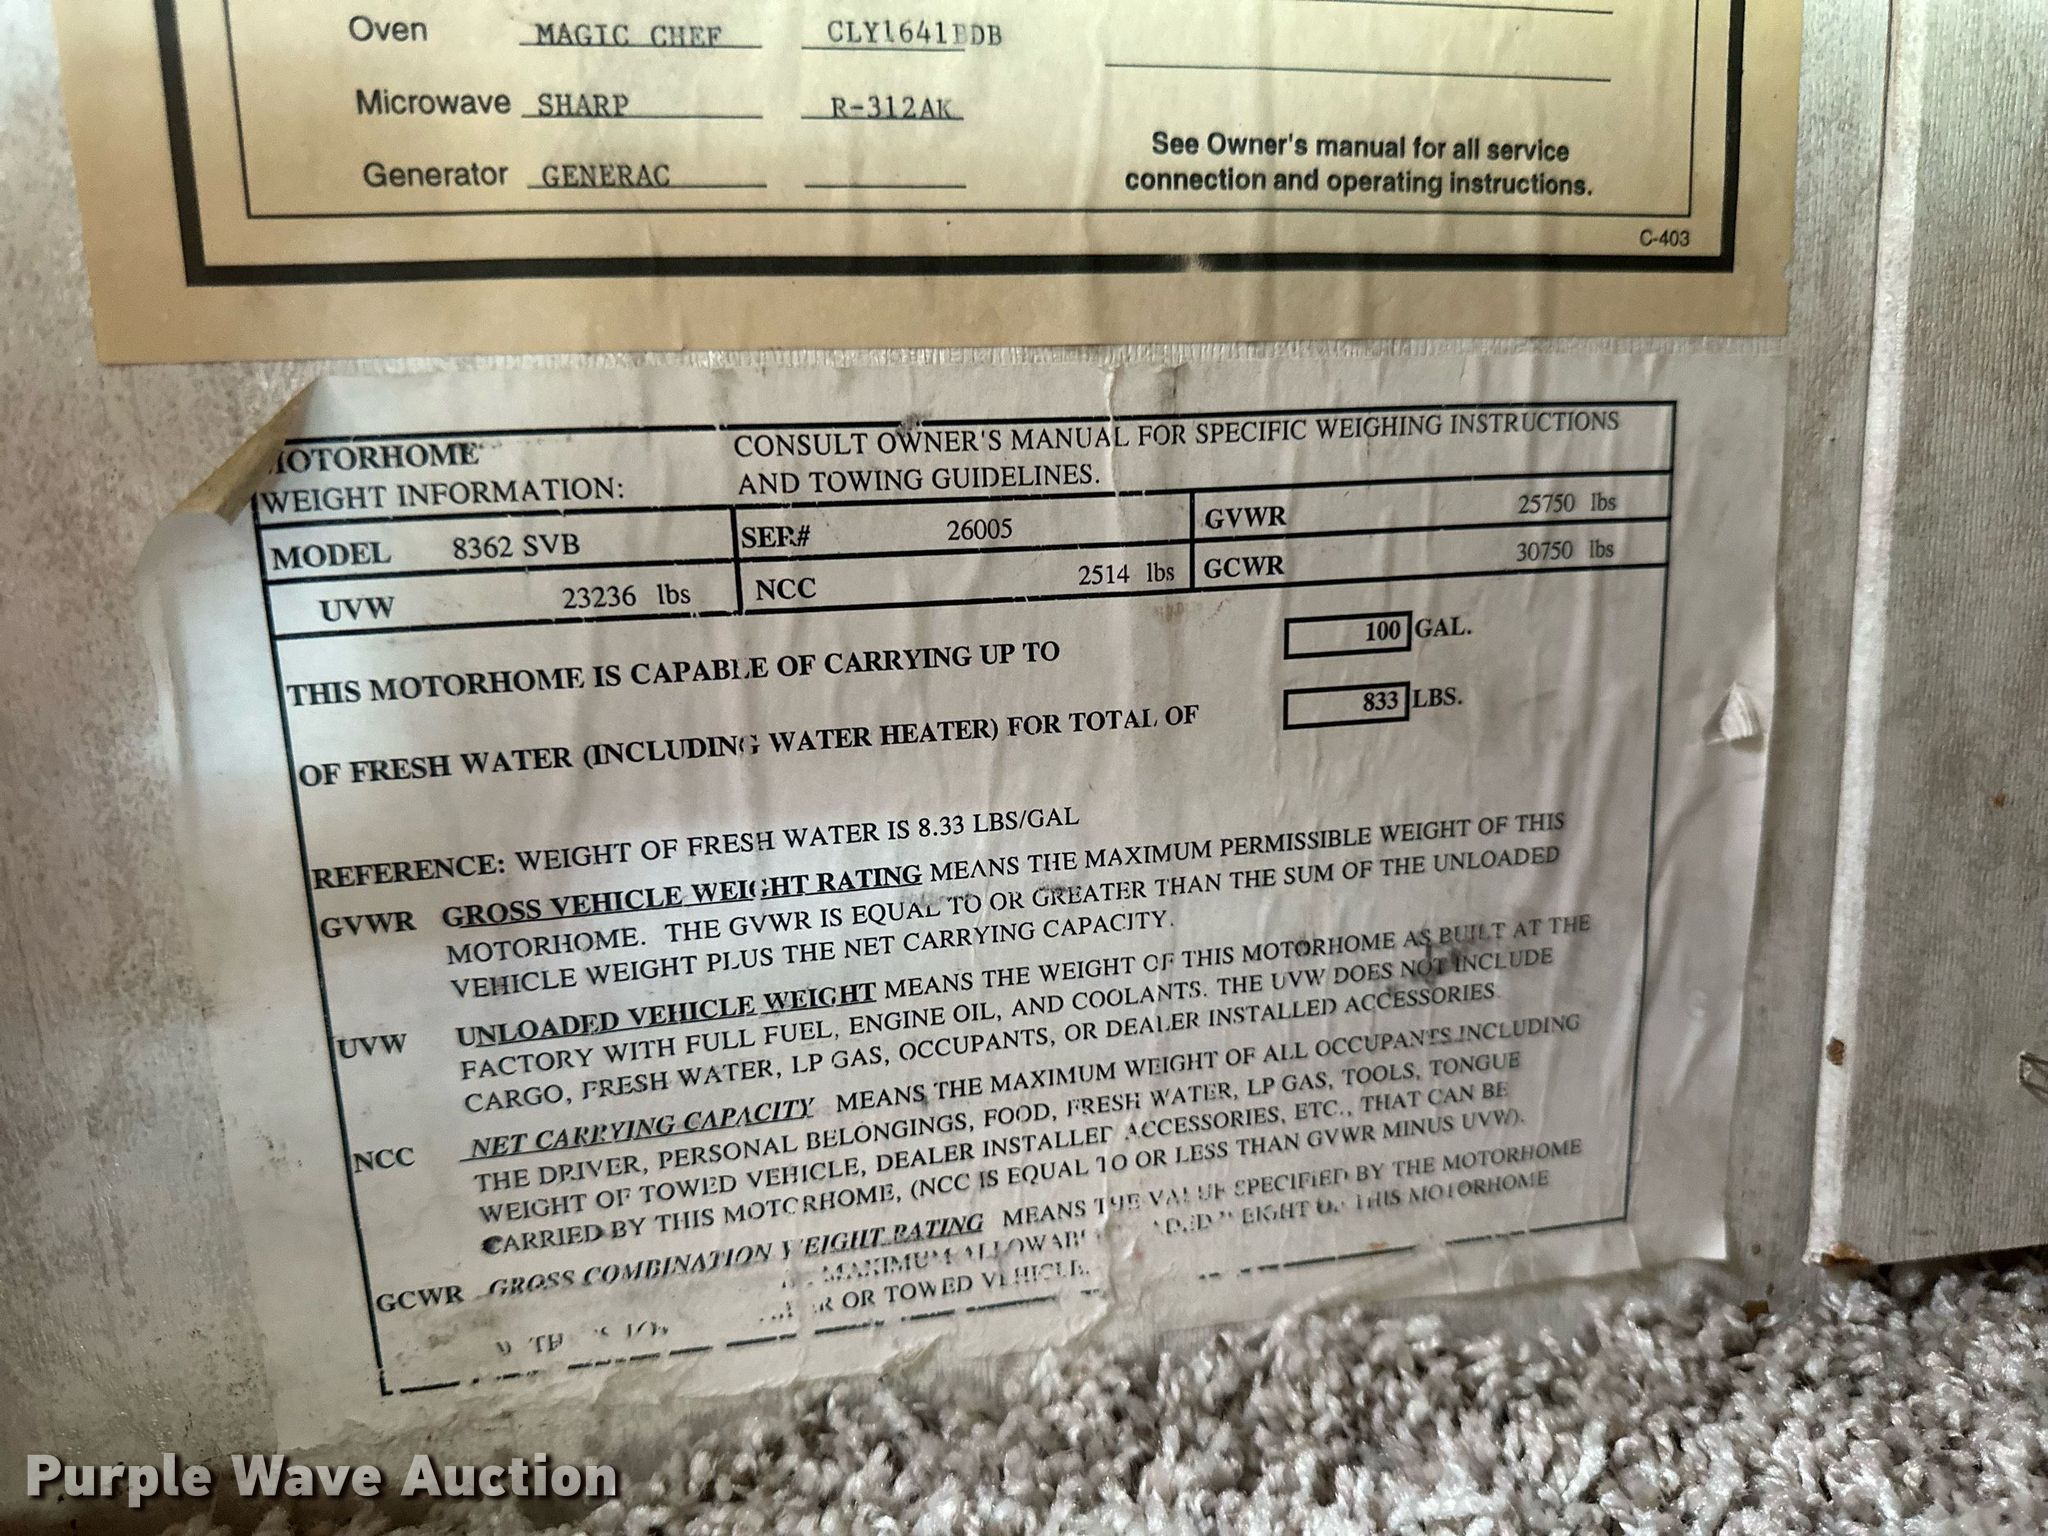 Oven MAGIC CHEF CLY1641BDB
Microwave SHARP R-312AK
Generator GENERAC
See Owner's manual for all service
connection and operating instructions.
C-403
MOTORHOME
WEIGHT INFORMATION:
CONSULT OWNER'S MANUAL FOR SPECIFIC WEIGHING INSTRUCTIONS
AND TOWING GUIDELINES.
MODEL 8362 SVB SER# 26005 GVWR 25750 lbs
UVW 23236 lbs NCC 2514 lbs GCWR 30750 lbs
THIS MOTORHOME IS CAPABLE OF CARRYING UP TO 100 GAL.
OF FRESH WATER (INCLUDING WATER HEATER) FOR TOTAL OF 833 LBS.
REFERENCE: WEIGHT OF FRESH WATER IS 8.33 LBS/GAL
GVWR GROSS VEHICLE WEIGHT RATING MEANS THE MAXIMUM PERMISSIBLE WEIGHT OF THIS
MOTORHOME. THE GVWR IS EQUAL TO OR GREATER THAN THE SUM OF THE UNLOADED
VEHICLE WEIGHT PLUS THE NET CARRYING CAPACITY.
UVW UNLOADED VEHICLE WEIGHT MEANS THE WEIGHT OF THIS MOTORHOME AS BUILT AT THE
FACTORY WITH FULL FUEL, ENGINE OIL, AND COOLANTS. THE UVW DOES NOT INCLUDE
CARGO, FRESH WATER, LP GAS, OCCUPANTS, OR DEALER INSTALLED ACCESSORIES
NCC NET CARRYING CAPACITY MEANS THE MAXIMUM WEIGHT OF ALL OCCUPANTS INCLUDING
THE DRIVER, PERSONAL BELONGINGS, FOOD, FRESH WATER, LP GAS, TOOLS, TONGUE
WEIGHT OF TOWED VEHICLE, DEALER INSTALLED ACCESSORIES, ETC., THAT CAN BE
CARRIED BY THIS MOTORHOME, (NCC IS EQUAL TO OR LESS THAN GVWR MINUS UVW).
GCWR GROSS COMBINATION WEIGHT RATING MEANS THE VALUE SPECIFIED BY THE MOTORHOME
MAXIMUM ALLOWABLE LOADED WEIGHT OF THIS MOTORHOME
OR TOWED VEHICLE.
Purple Wave Auction